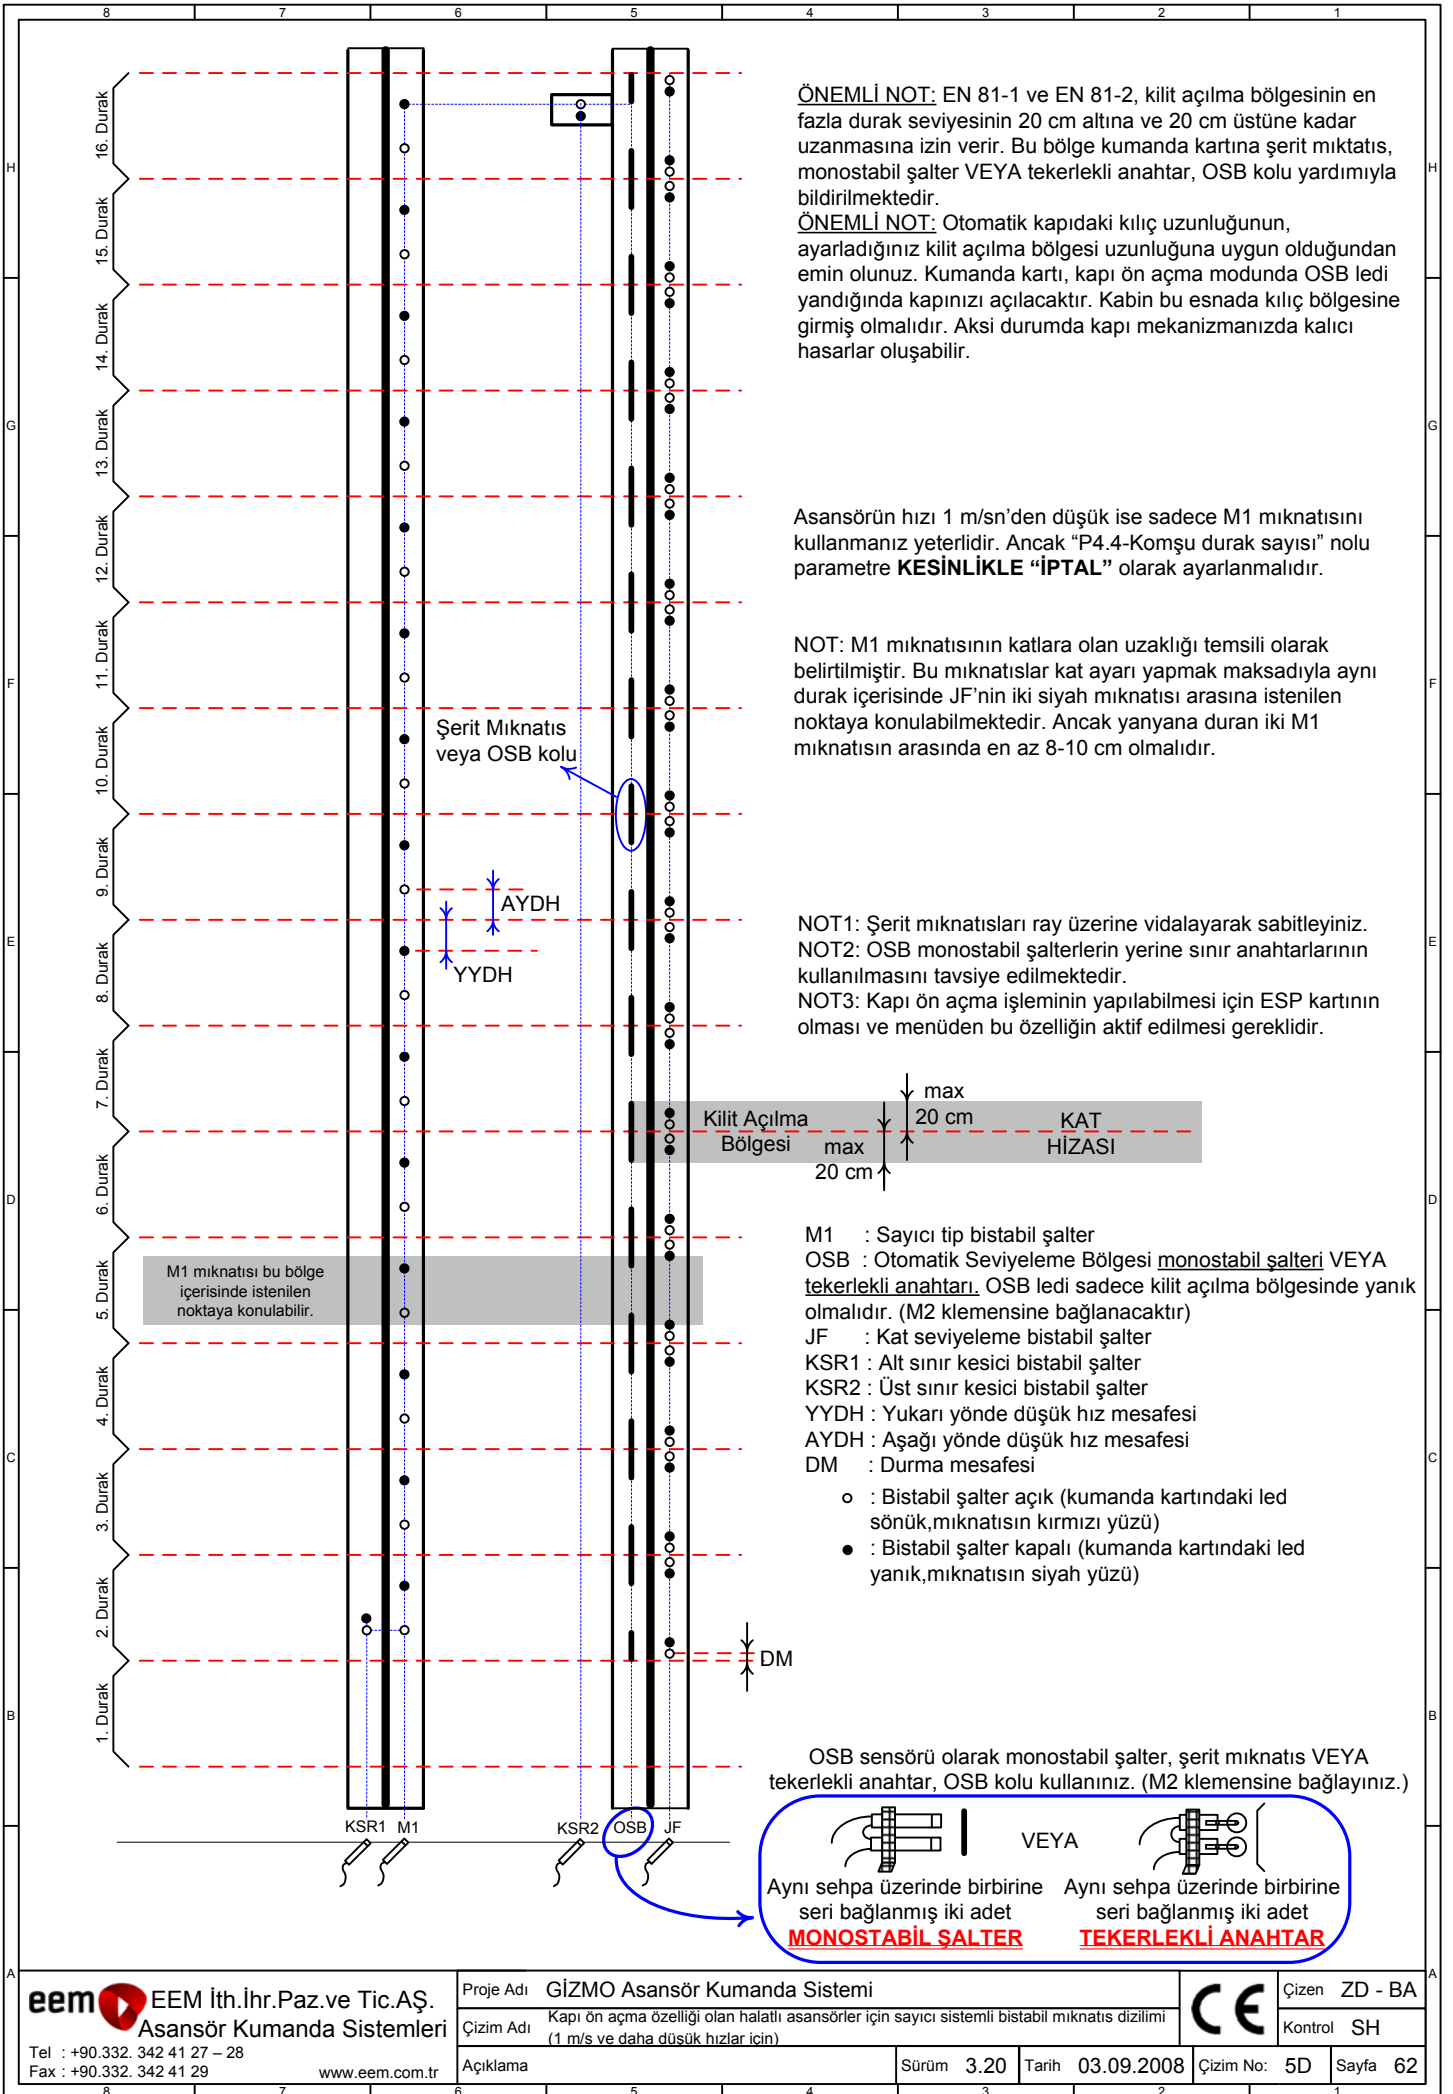 8 7 6 5 4 3 2 1
ÖNEMLİ NOT: EN 81-1 ve EN 81-2, kilit açılma bölgesinin en
fazla durak seviyesinin 20 cm altına ve 20 cm üstüne kadar
uzanmasına izin verir. Bu bölge kumanda kartına şerit mıktatıs,
monostabil şalter VEYA tekerlekli anahtar, OSB kolu yardımıyla
bildirilmektedir.
ÖNEMLİ NOT: Otomatik kapıdaki kılıç uzunluğunun,
ayarladığınız kilit açılma bölgesi uzunluğuna uygun olduğundan
emin olunuz. Kumanda kartı, kapı ön açma modunda OSB ledi
yandığında kapınızı açılacaktır. Kabin bu esnada kılıç bölgesine
girmiş olmalıdır. Aksi durumda kapı mekanizmanızda kalıcı
hasarlar oluşabilir.
Asansörün hızı 1 m/sn’den düşük ise sadece M1 mıknatısını
kullanmanız yeterlidir. Ancak “P4.4-Komşu durak sayısı” nolu
parametre KESİNLİKLE “İPTAL” olarak ayarlanmalıdır.
NOT: M1 mıknatısının katlara olan uzaklığı temsili olarak
belirtilmiştir. Bu mıknatıslar kat ayarı yapmak maksadıyla aynı
durak içerisinde JF’nin iki siyah mıknatısı arasına istenilen
noktaya konulabilmektedir. Ancak yanyana duran iki M1
mıknatısın arasında en az 8-10 cm olmalıdır.
NOT1: Şerit mıknatısları ray üzerine vidalayarak sabitleyiniz.
NOT2: OSB monostabil şalterlerin yerine sınır anahtarlarının
kullanılmasını tavsiye edilmektedir.
NOT3: Kapı ön açma işleminin yapılabilmesi için ESP kartının
olması ve menüden bu özelliğin aktif edilmesi gereklidir.
16. Durak
15. Durak
14. Durak
13. Durak
12. Durak
11. Durak
10. Durak
9. Durak
8. Durak
7. Durak
6. Durak
5. Durak
4. Durak
3. Durak
2. Durak
1. Durak
H
G
F
E
D
C
B
A
H
G
F
E
D
C
B
A
Şerit Mıknatıs
veya OSB kolu
AYDH
YYDH
Kilit Açılma
Bölgesi
max
20 cm
max
20 cm
KAT
HİZASI
M1 mıknatısı bu bölge
içerisinde istenilen
noktaya konulabilir.
M1 : Sayıcı tip bistabil şalter
OSB : Otomatik Seviyeleme Bölgesi monostabil şalteri VEYA
tekerlekli anahtarı. OSB ledi sadece kilit açılma bölgesinde yanık
olmalıdır. (M2 klemensine bağlanacaktır)
JF : Kat seviyeleme bistabil şalter
KSR1 : Alt sınır kesici bistabil şalter
KSR2 : Üst sınır kesici bistabil şalter
YYDH : Yukarı yönde düşük hız mesafesi
AYDH : Aşağı yönde düşük hız mesafesi
DM : Durma mesafesi
: Bistabil şalter açık (kumanda kartındaki led
sönük,mıknatısın kırmızı yüzü)
: Bistabil şalter kapalı (kumanda kartındaki led
yanık,mıknatısın siyah yüzü)
DM
OSB sensörü olarak monostabil şalter, şerit mıknatıs VEYA
tekerlekli anahtar, OSB kolu kullanınız. (M2 klemensine bağlayınız.)
KSR1 M1 KSR2 OSB JF
VEYA
Aynı sehpa üzerinde birbirine
seri bağlanmış iki adet
MONOSTABİL ŞALTER
Aynı sehpa üzerinde birbirine
seri bağlanmış iki adet
TEKERLEKLİ ANAHTAR
eem EEM İth.İhr.Paz.ve Tic.AŞ.
Asansör Kumanda Sistemleri
Tel : +90.332. 342 41 27 – 28
Fax : +90.332. 342 41 29 www.eem.com.tr
Proje Adı GİZMO Asansör Kumanda Sistemi
Çizim Adı Kapı ön açma özelliği olan halatlı asansörler için sayıcı sistemli bistabil mıknatıs dizilimi
(1 m/s ve daha düşük hızlar için)
Açıklama
Sürüm 3.20 Tarih 03.09.2008
CE
Çizen ZD - BA
Kontrol SH
Çizim No: 5D Sayfa 62
8 7 6 5 4 3 2 1